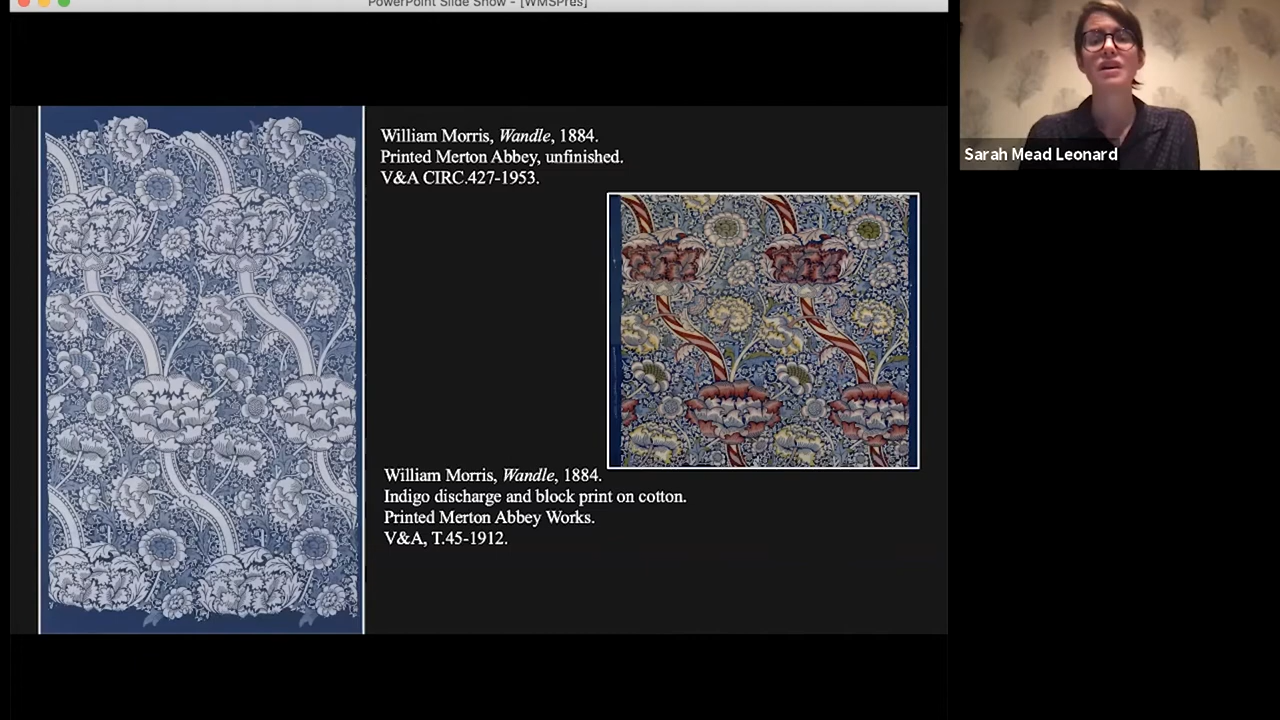 PowerPoint Slide Show - [WMSPres]
William Morris, Wandle, 1884.
Printed Merton Abbey, unfinished.
V&A CIRC.427-1953.
William Morris, Wandle, 1884.
Indigo discharge and block print on cotton.
Printed Merton Abbey Works.
V&A, T.45-1912.
Sarah Mead Leonard